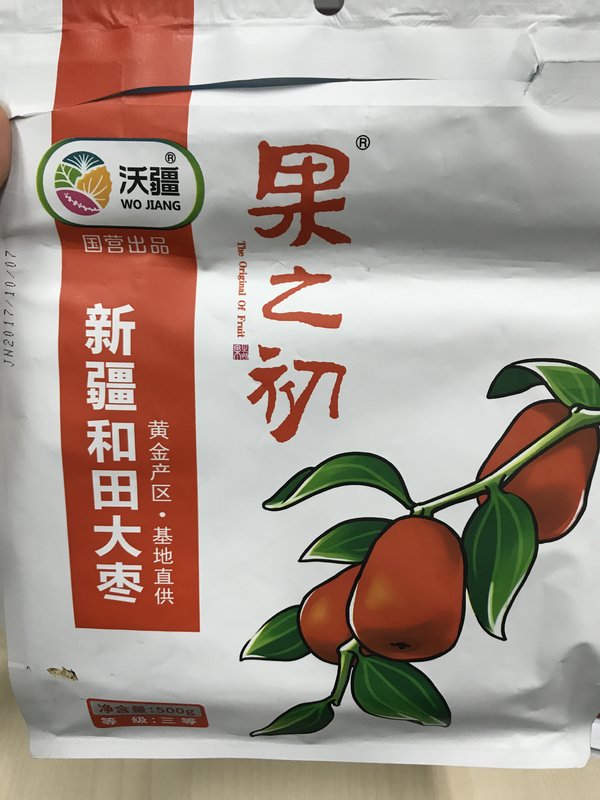 沃疆®
WO JIANG
国营出品
果之初®
The Original Of Fruit
新疆和田大枣
黄金产区·基地直供
JN2017/10/07
净含量:500g
等级:三等